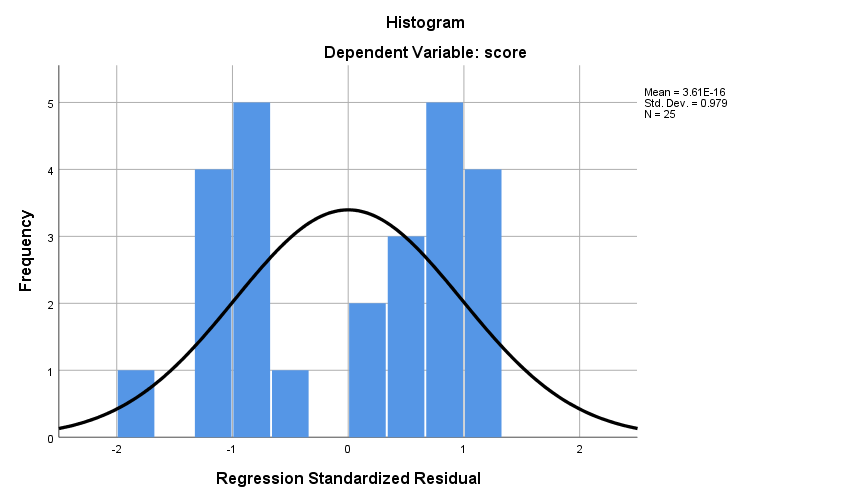 Histogram
Dependent Variable: score
Mean = 3.61E-16
Std. Dev. = 0.979
N = 25
Frequency
5
4
3
2
1
0
-2
-1
0
1
2
Regression Standardized Residual